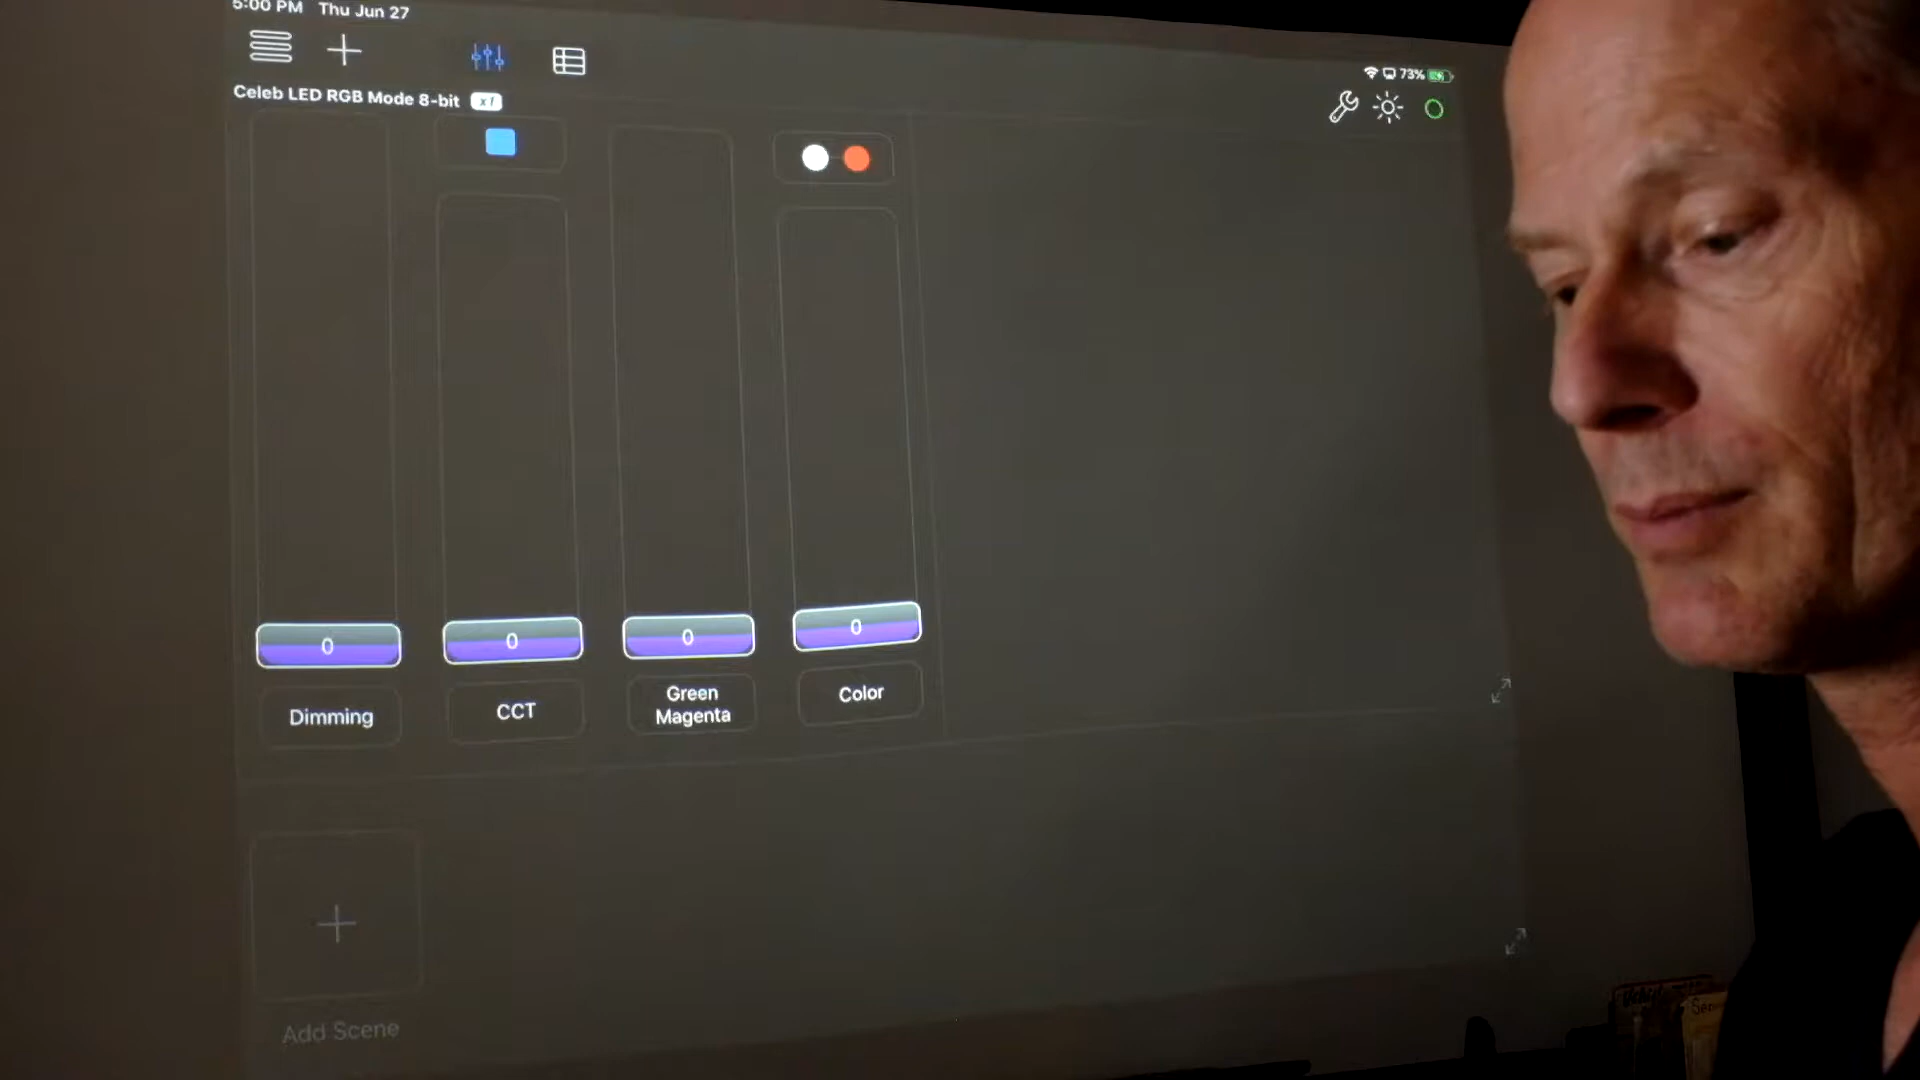 5:00 PM Thu Jun 27
73%
Celeb LED RGB Mode 8-bit x1
0 0 0 0
Dimming CCT Green Magenta Color
Add Scene